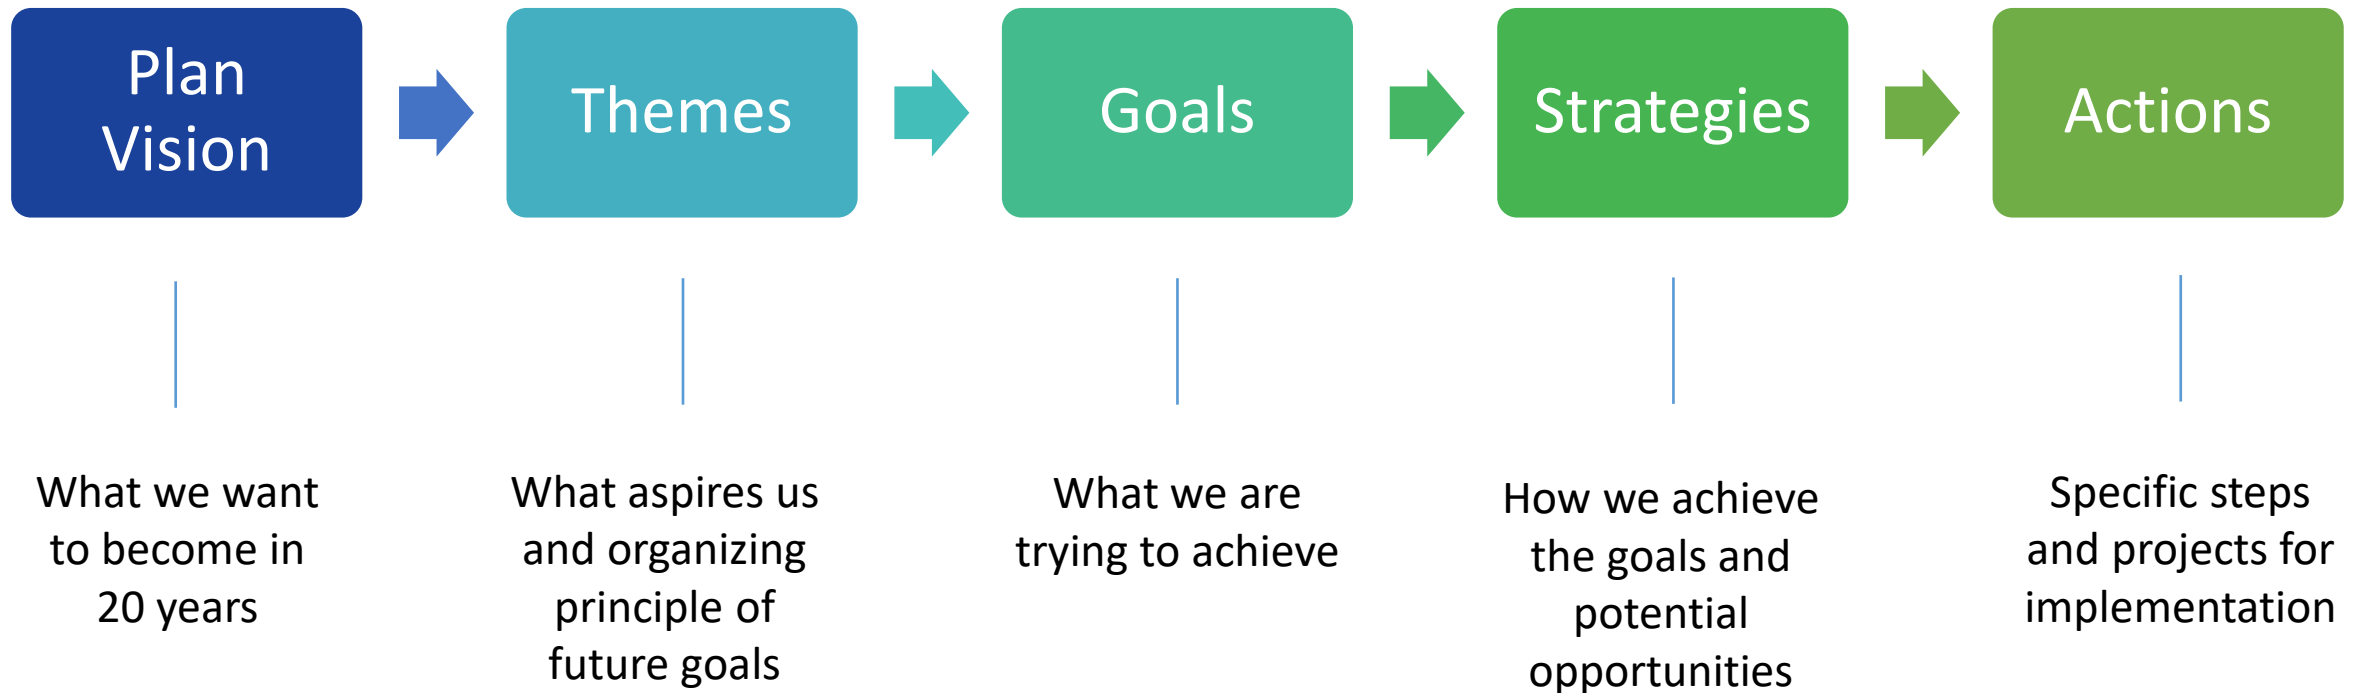 Plan
Vision
Themes
Goals
Strategies
Actions
What we want
to become in
20 years
What aspires us
and organizing
principle of
future goals
What we are
trying to achieve
How we achieve
the goals and
potential
opportunities
Specific steps
and projects for
implementation